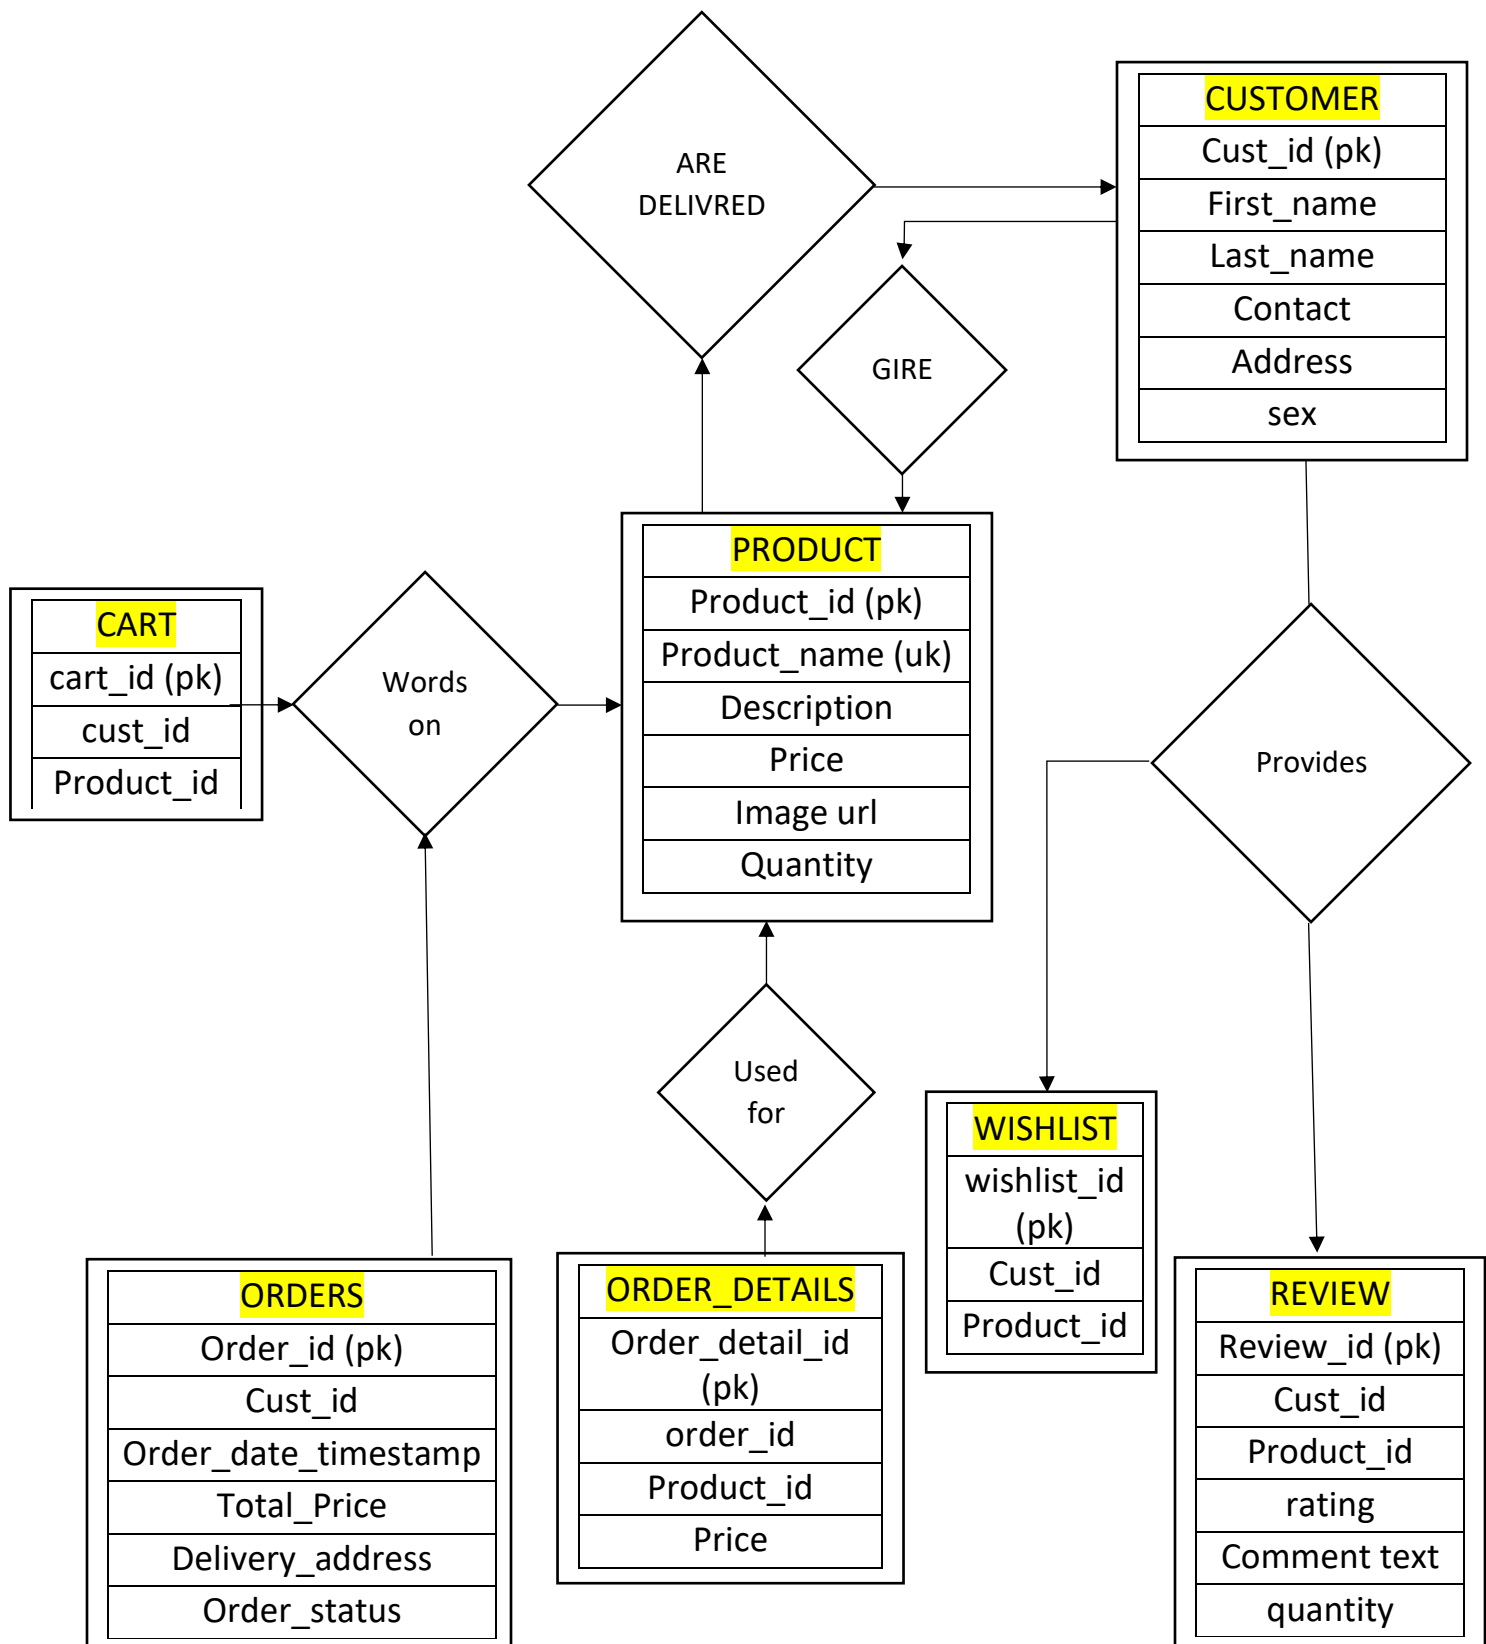 ARE
DELIVRED
CUSTOMER
Cust_id (pk)
First_name
Last_name
Contact
Address
sex
GIRE
PRODUCT
Product_id (pk)
Product_name (uk)
Description
Price
Image url
Quantity
CART
cart_id (pk)
cust_id
Product_id
Words
on
Provides
Used
for
WISHLIST
wishlist_id
(pk)
Cust_id
Product_id
ORDERS
Order_id (pk)
Cust_id
Order_date_timestamp
Total_Price
Delivery_address
Order_status
ORDER_DETAILS
Order_detail_id
(pk)
order_id
Product_id
Price
REVIEW
Review_id (pk)
Cust_id
Product_id
rating
Comment text
quantity